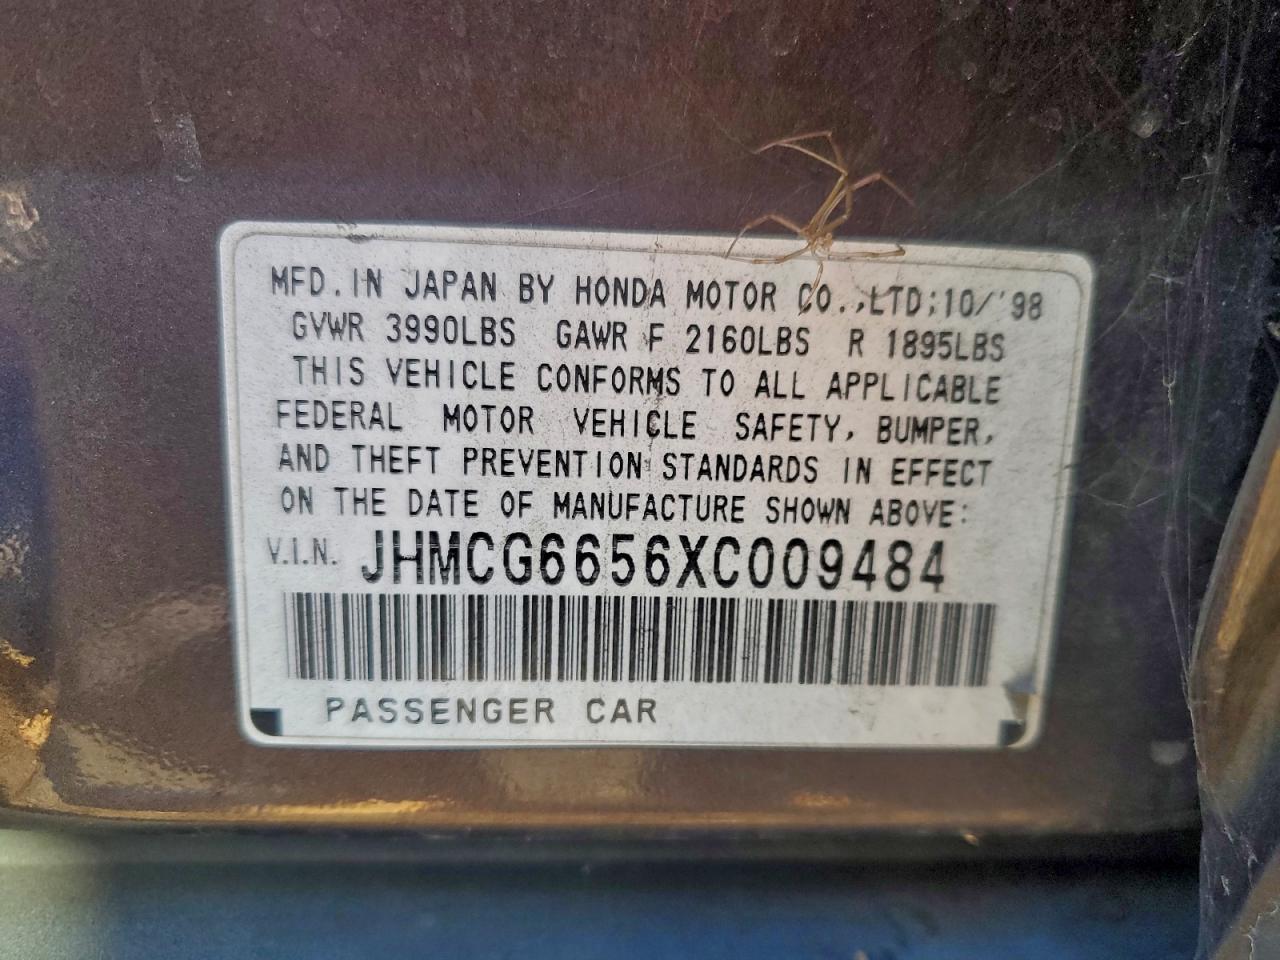 MFD. IN JAPAN BY HONDA MOTOR CO., LTD; 10/'98
GVWR 3990LBS GAWR F 2160LBS R 1895LBS
THIS VEHICLE CONFORMS TO ALL APPLICABLE
FEDERAL MOTOR VEHICLE SAFETY, BUMPER,
AND THEFT PREVENTION STANDARDS IN EFFECT
ON THE DATE OF MANUFACTURE SHOWN ABOVE:
V.I.N. JHMCG6656XC009484
PASSENGER CAR